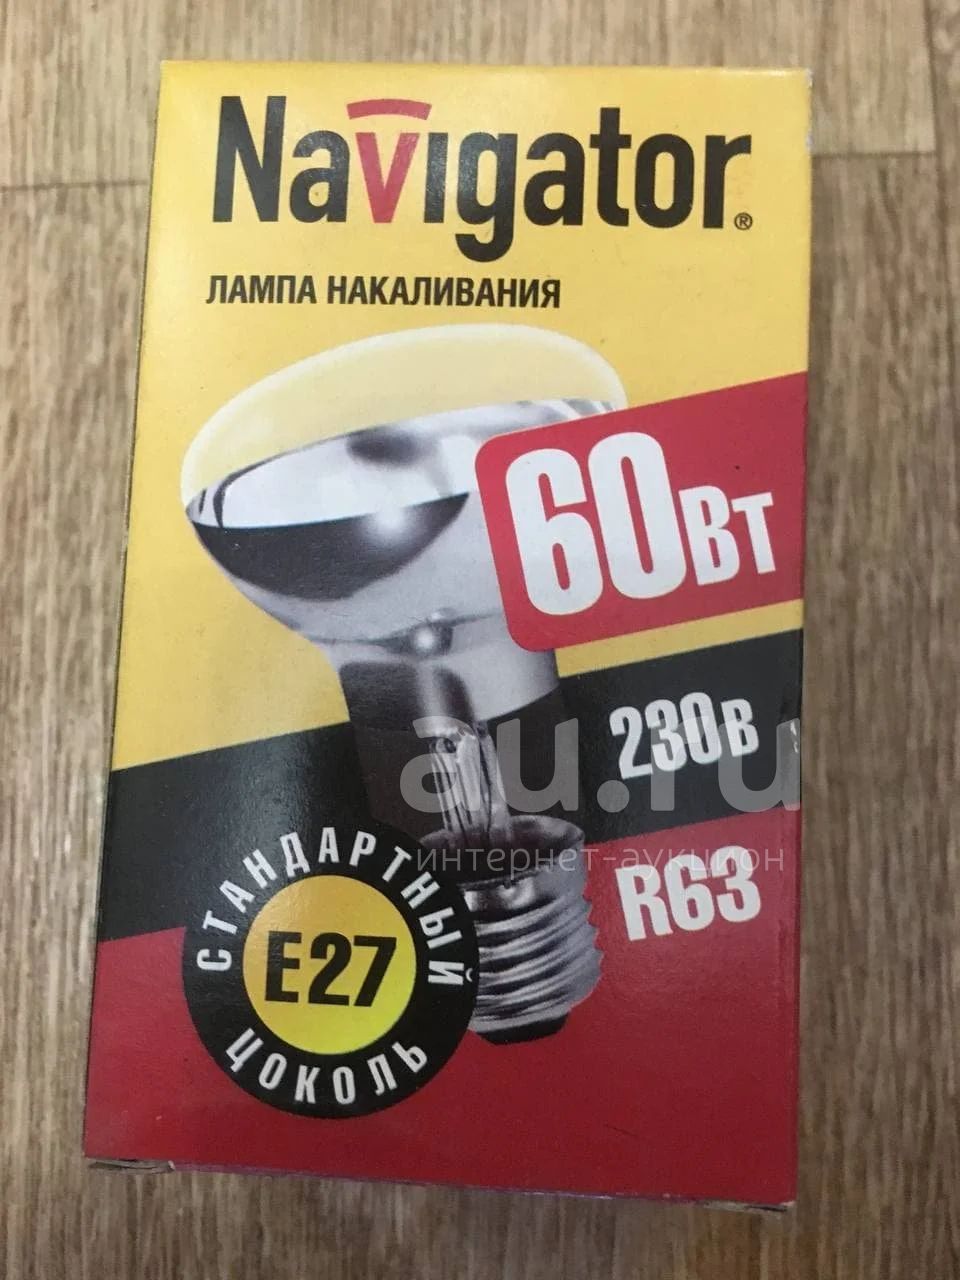 Navigator®
ЛАМПА НАКАЛИВАНИЯ
60Вт
230В
R63
СТАНДАРТНЫЙ
E27
ЦОКОЛЬ
au.ru
интернет-аукцион